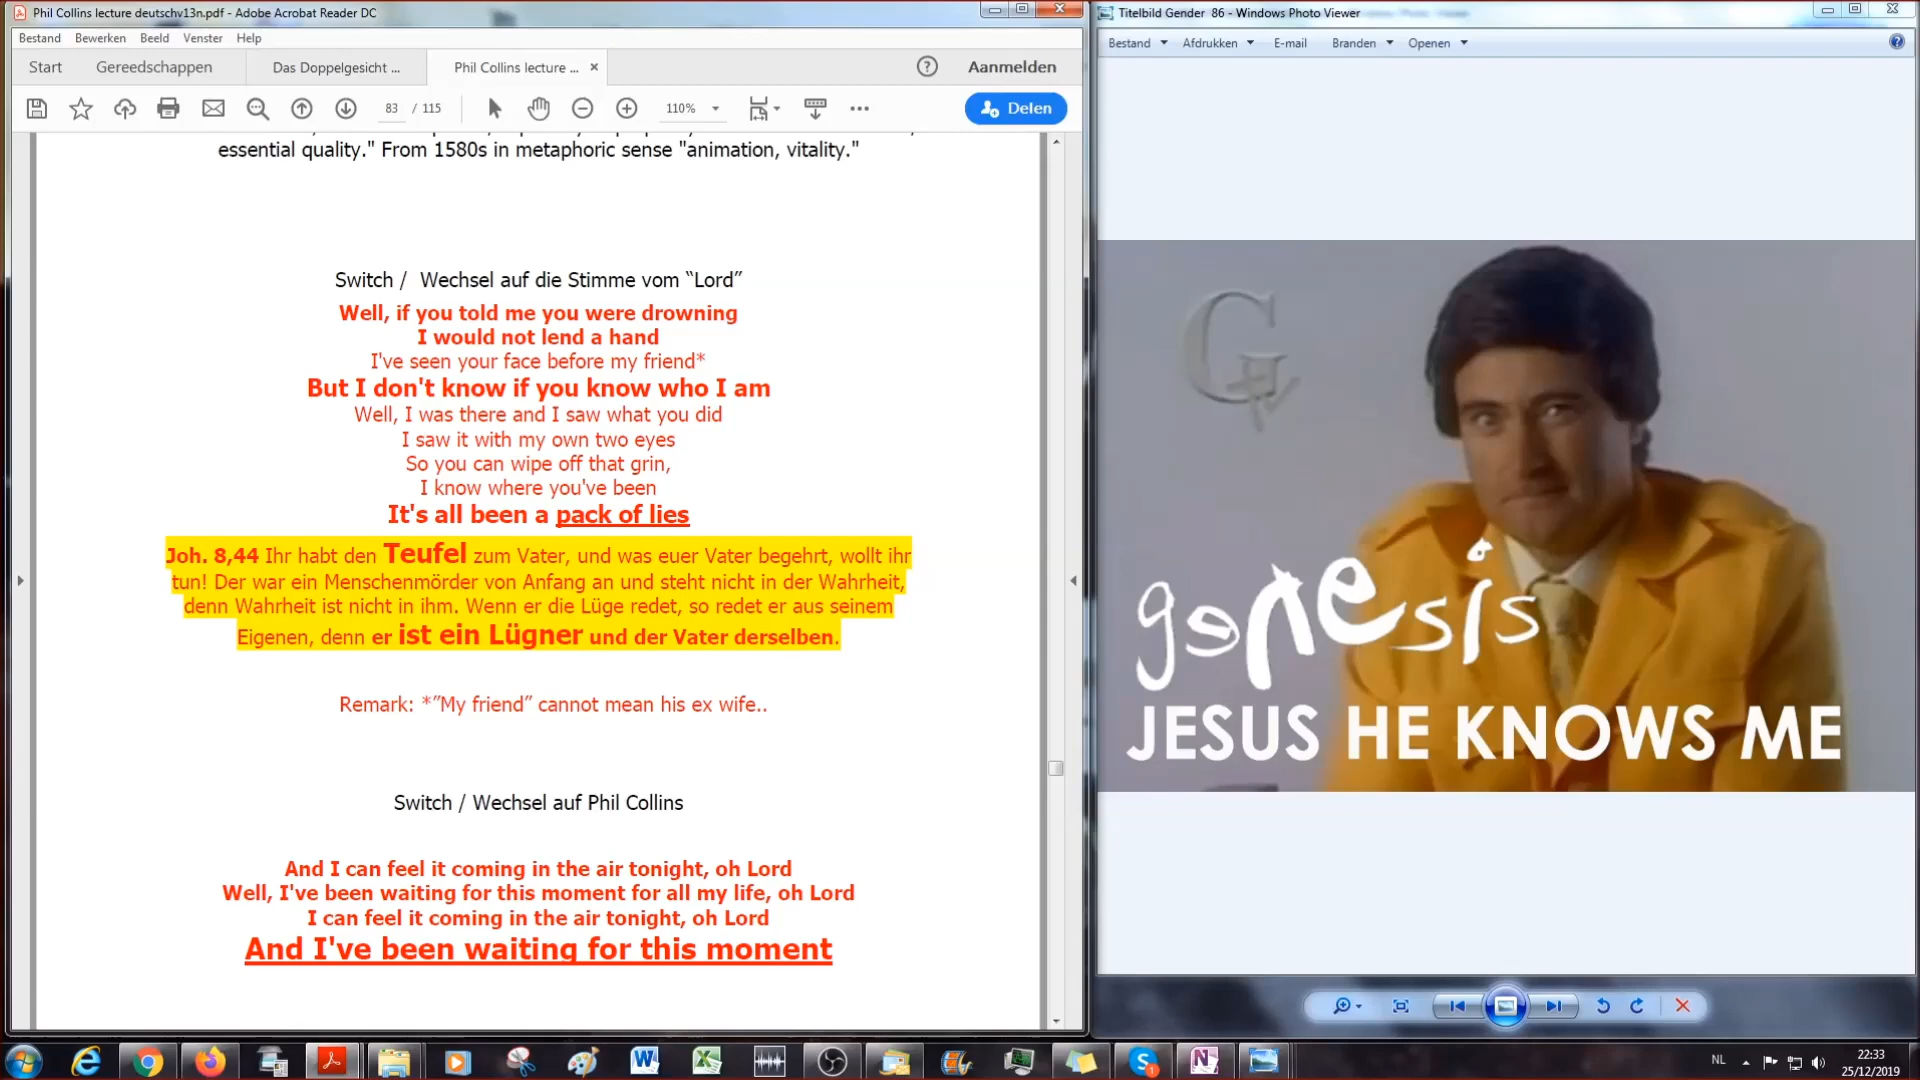 Phil Collins lecture deutschv13n.pdf - Adobe Acrobat Reader DC
Bestand Bewerken Beeld Venster Help
Start Gereedschappen Das Doppelgesicht ... Phil Collins lecture ... Aanmelden
83 / 115 110% Delen
essential quality." From 1580s in metaphoric sense "animation, vitality."
Switch / Wechsel auf die Stimme vom “Lord”
Well, if you told me you were drowning
I would not lend a hand
I've seen your face before my friend*
But I don't know if you know who I am
Well, I was there and I saw what you did
I saw it with my own two eyes
So you can wipe off that grin,
I know where you've been
It's all been a pack of lies
Joh. 8,44 Ihr habt den Teufel zum Vater, und was euer Vater begehrt, wollt ihr
tun! Der war ein Menschenmörder von Anfang an und steht nicht in der Wahrheit,
denn Wahrheit ist nicht in ihm. Wenn er die Lüge redet, so redet er aus seinem
Eigenen, denn er ist ein Lügner und der Vater derselben.
Remark: *”My friend” cannot mean his ex wife..
Switch / Wechsel auf Phil Collins
And I can feel it coming in the air tonight, oh Lord
Well, I've been waiting for this moment for all my life, oh Lord
I can feel it coming in the air tonight, oh Lord
And I've been waiting for this moment
Titelbild Gender 86 - Windows Photo Viewer
Bestand Afdrukken E-mail Branden Openen
genesis
JESUS HE KNOWS ME
NL 22:33
25/12/2019